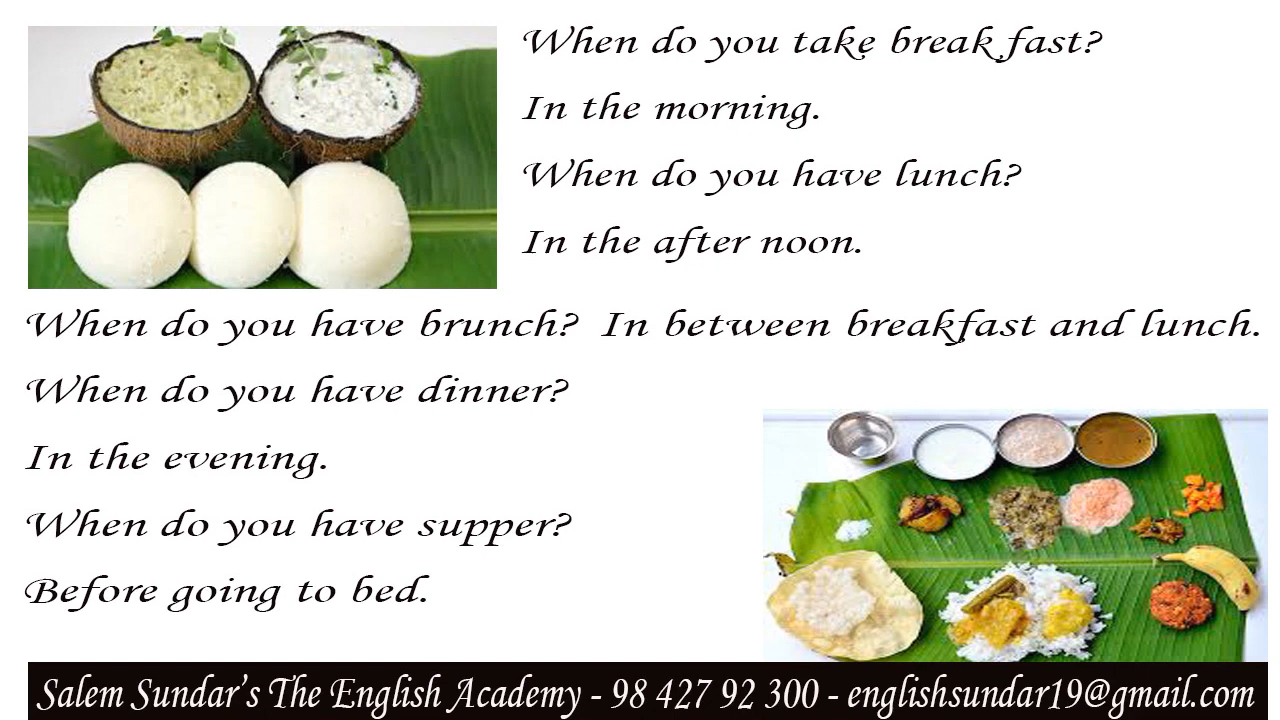 When do you take break fast?
In the morning.
When do you have lunch?
In the after noon.
When do you have brunch? In between breakfast and lunch.
When do you have dinner?
In the evening.
When do you have supper?
Before going to bed.
Salem Sundar's The English Academy - 98 427 92 300 - englishsundar19@gmail.com